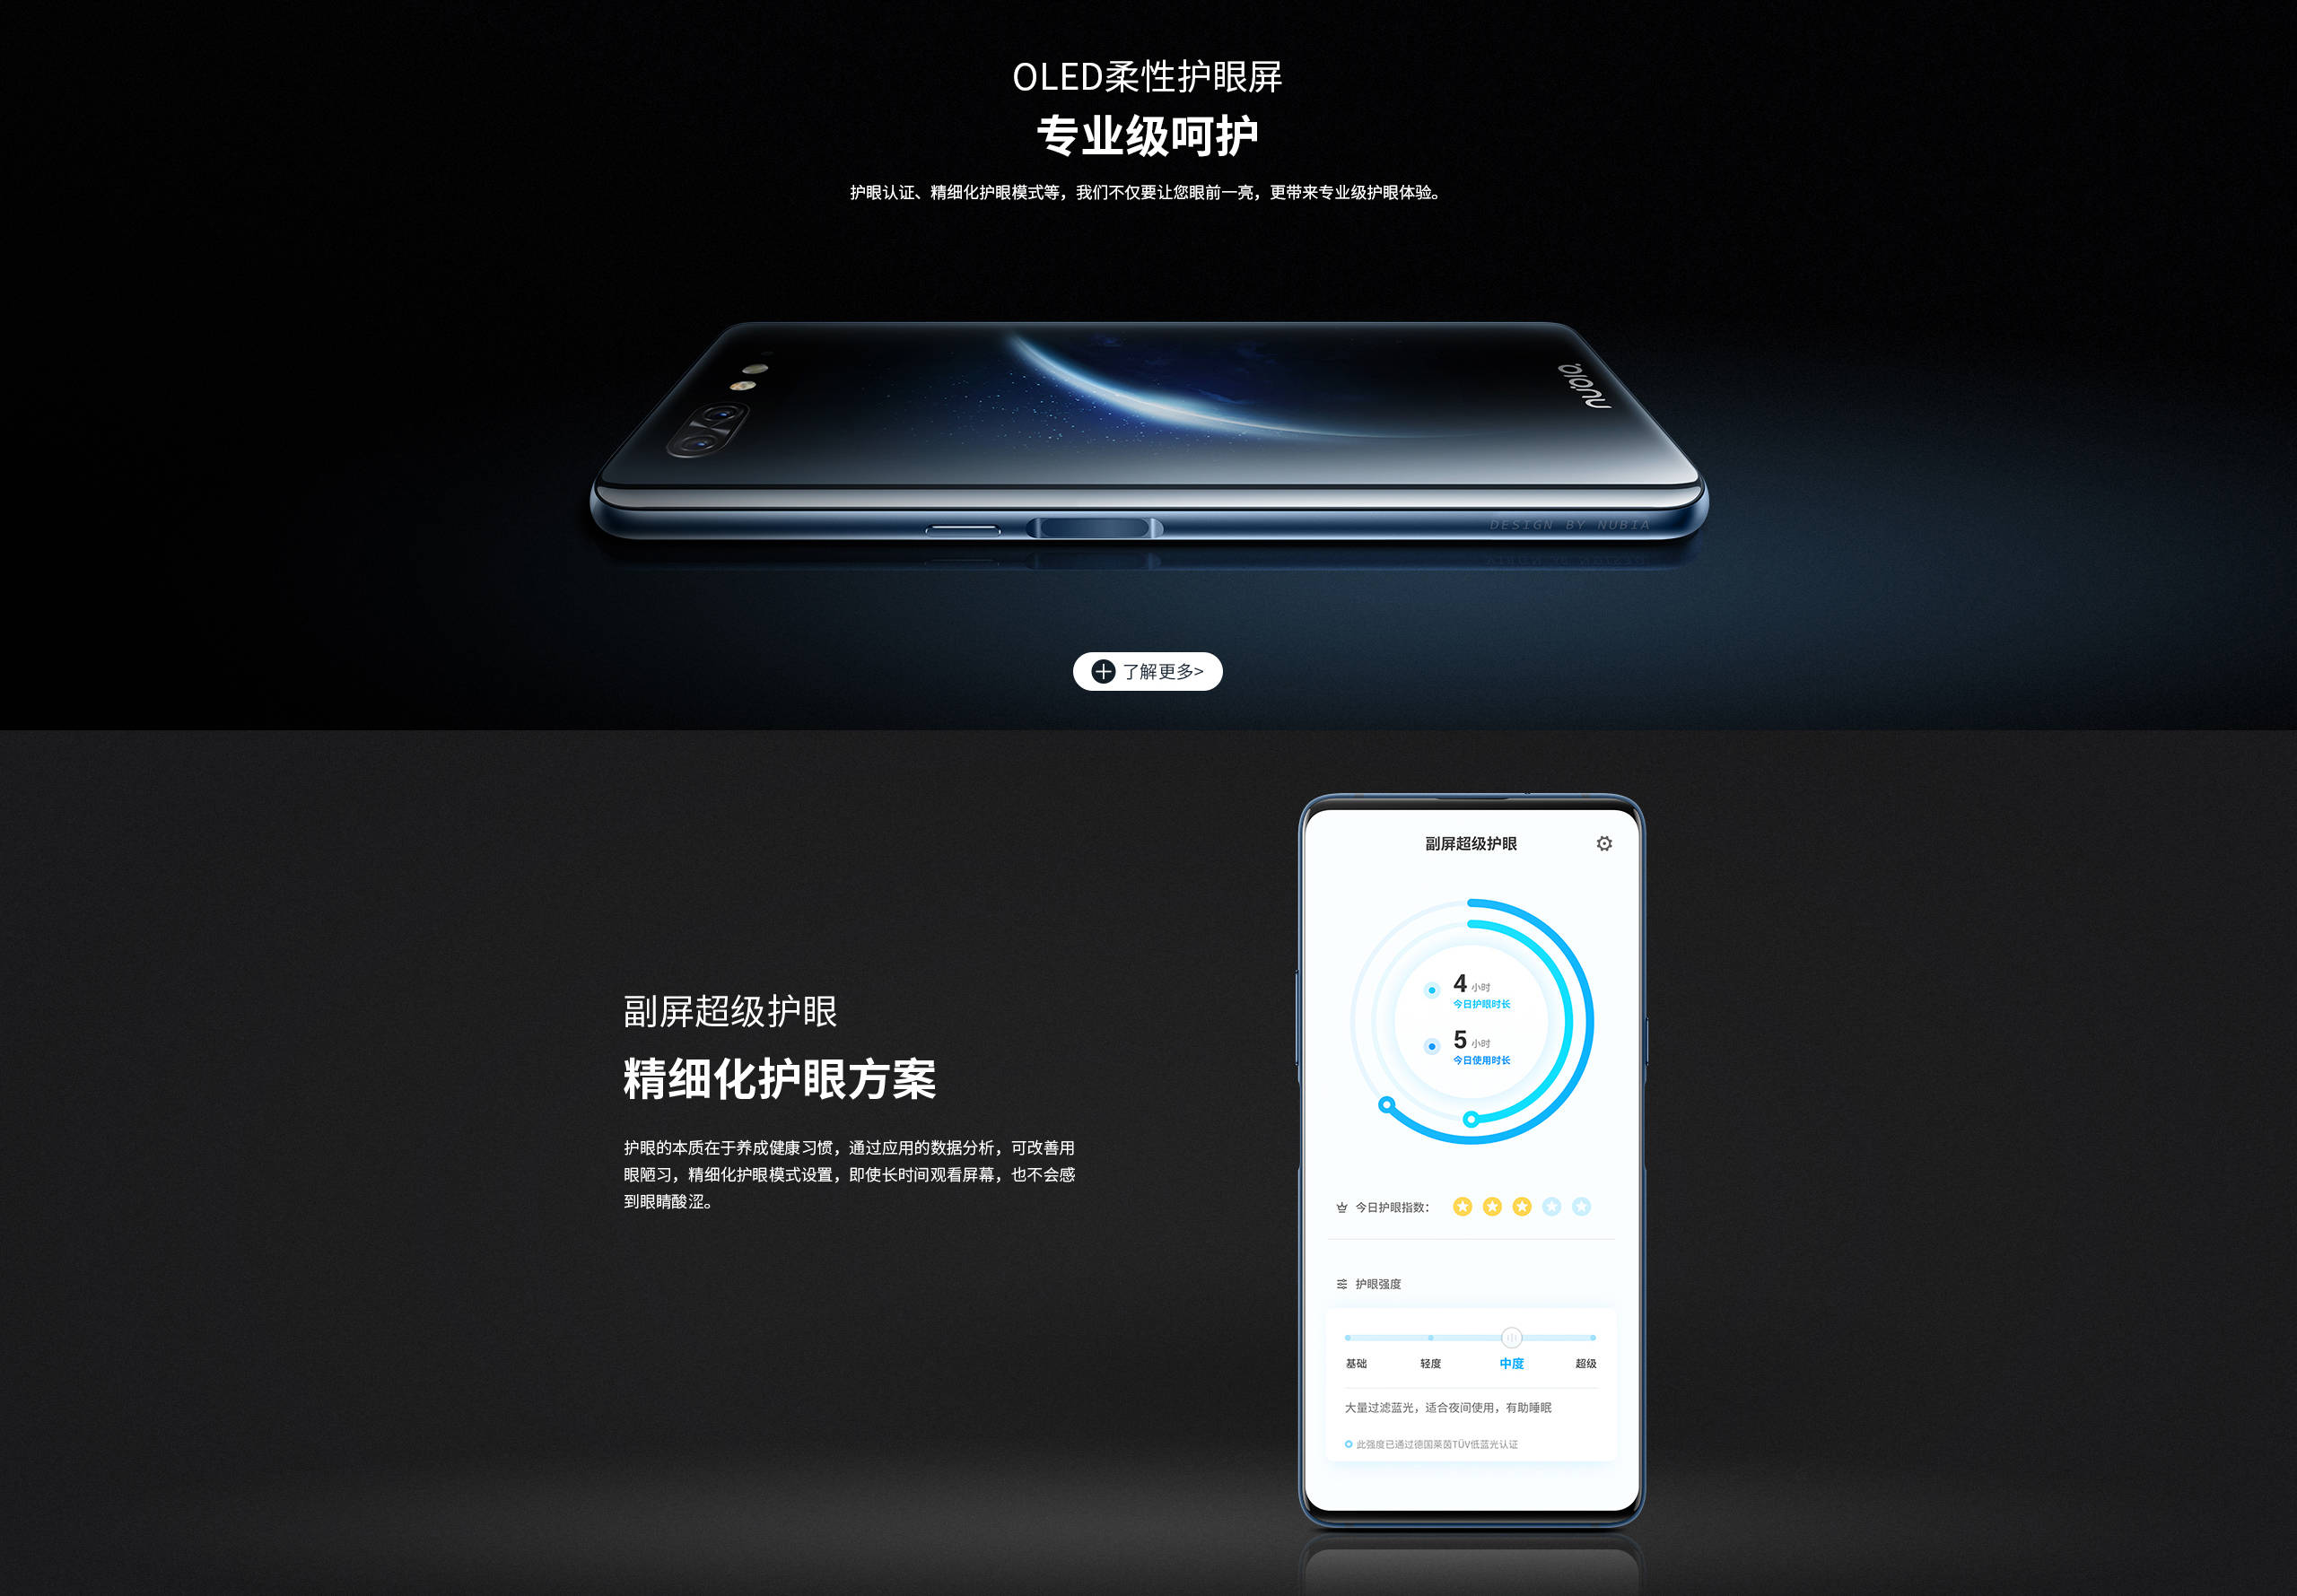 OLED柔性护眼屏
专业级呵护
护眼认证、精细化护眼模式等，我们不仅要让您眼前一亮，更带来专业级护眼体验。
nubia
DESIGN BY NUBIA
了解更多>
副屏超级护眼
精细化护眼方案
护眼的本质在于养成健康习惯，通过应用的数据分析，可改善用
眼陋习，精细化护眼模式设置，即使长时间观看屏幕，也不会感
到眼睛酸涩。
副屏超级护眼
4 小时
今日护眼时长
5 小时
今日使用时长
今日护眼指数：
护眼强度
基础 轻度 中度 超级
大量过滤蓝光，适合夜间使用，有助睡眠
此强度已通过德国莱茵TÜV低蓝光认证